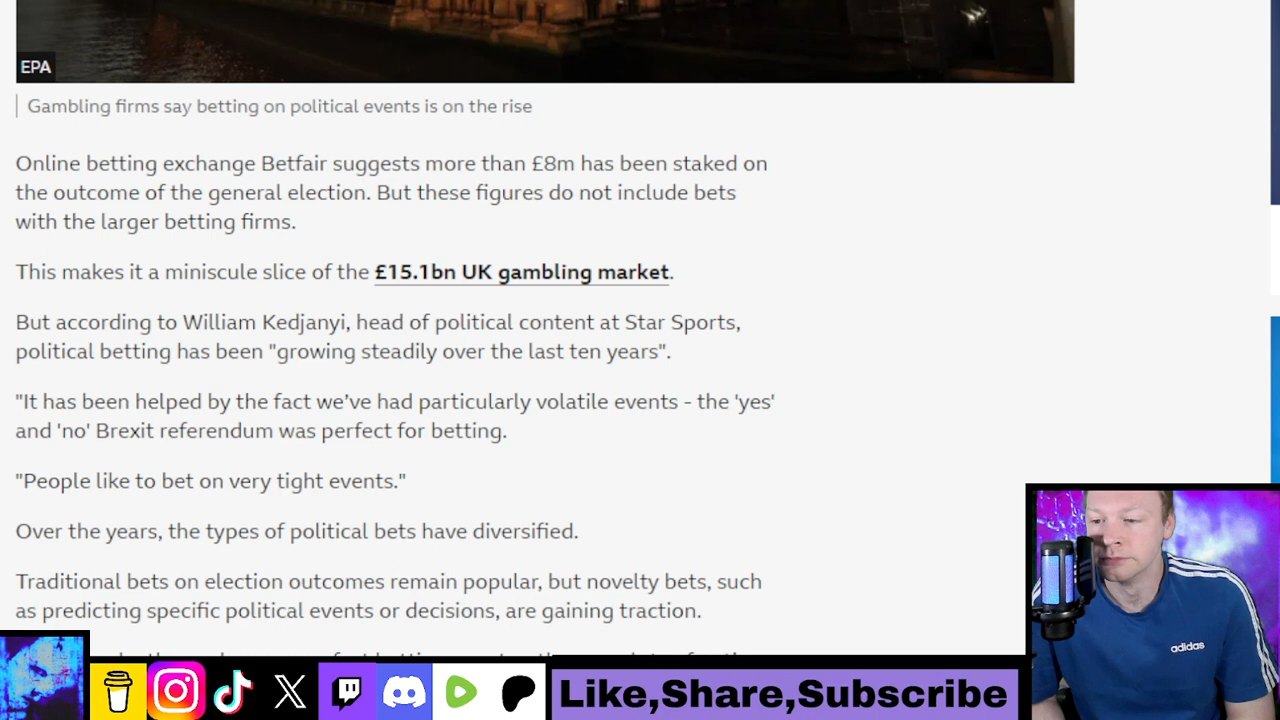 EPA
Gambling firms say betting on political events is on the rise
Online betting exchange Betfair suggests more than £8m has been staked on
the outcome of the general election. But these figures do not include bets
with the larger betting firms.
This makes it a miniscule slice of the £15.1bn UK gambling market.
But according to William Kedjanyi, head of political content at Star Sports,
political betting has been "growing steadily over the last ten years".
"It has been helped by the fact we’ve had particularly volatile events - the 'yes'
and 'no' Brexit referendum was perfect for betting.
"People like to bet on very tight events."
Over the years, the types of political bets have diversified.
Traditional bets on election outcomes remain popular, but novelty bets, such
as predicting specific political events or decisions, are gaining traction.
adidas
Like,Share,Subscribe